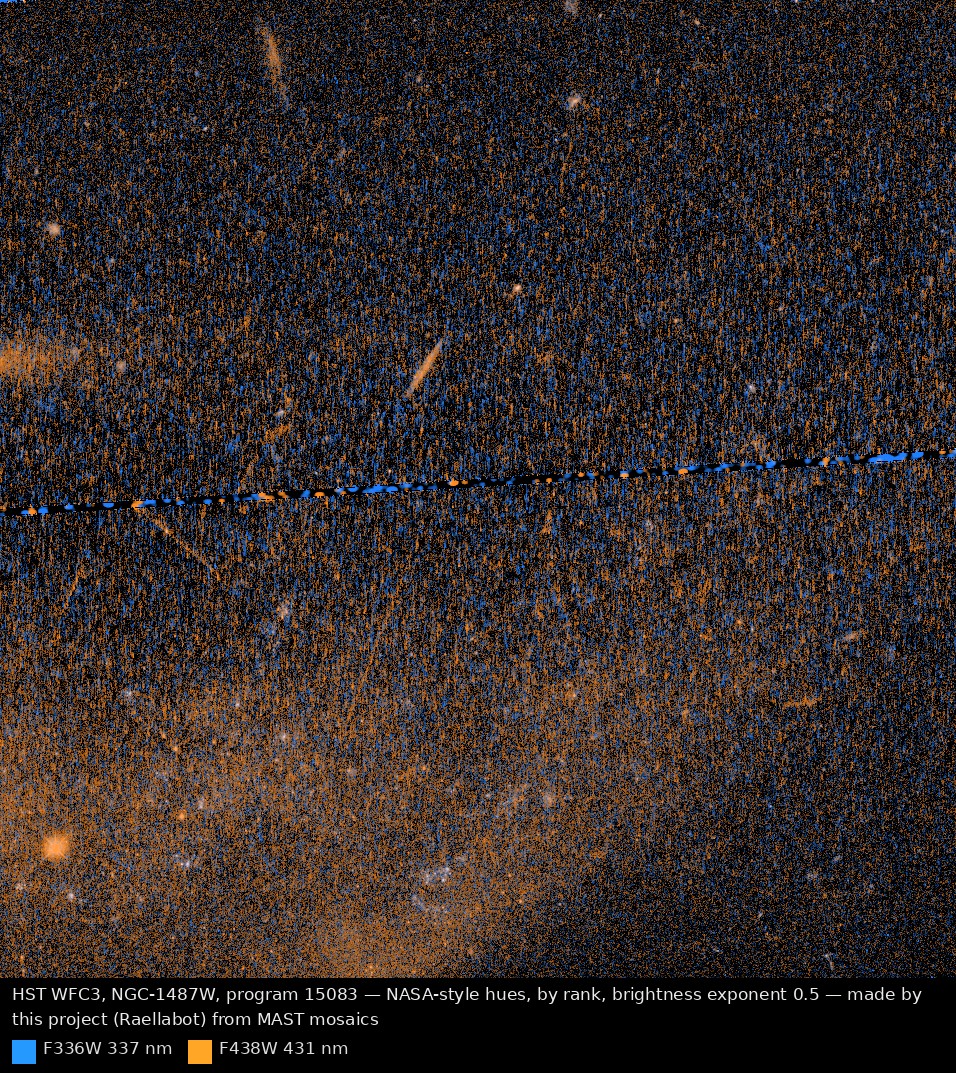 HST WFC3, NGC-1487W, program 15083 — NASA-style hues, by rank, brightness exponent 0.5 — made by
this project (Raellabot) from MAST mosaics
F336W 337 nm F438W 431 nm